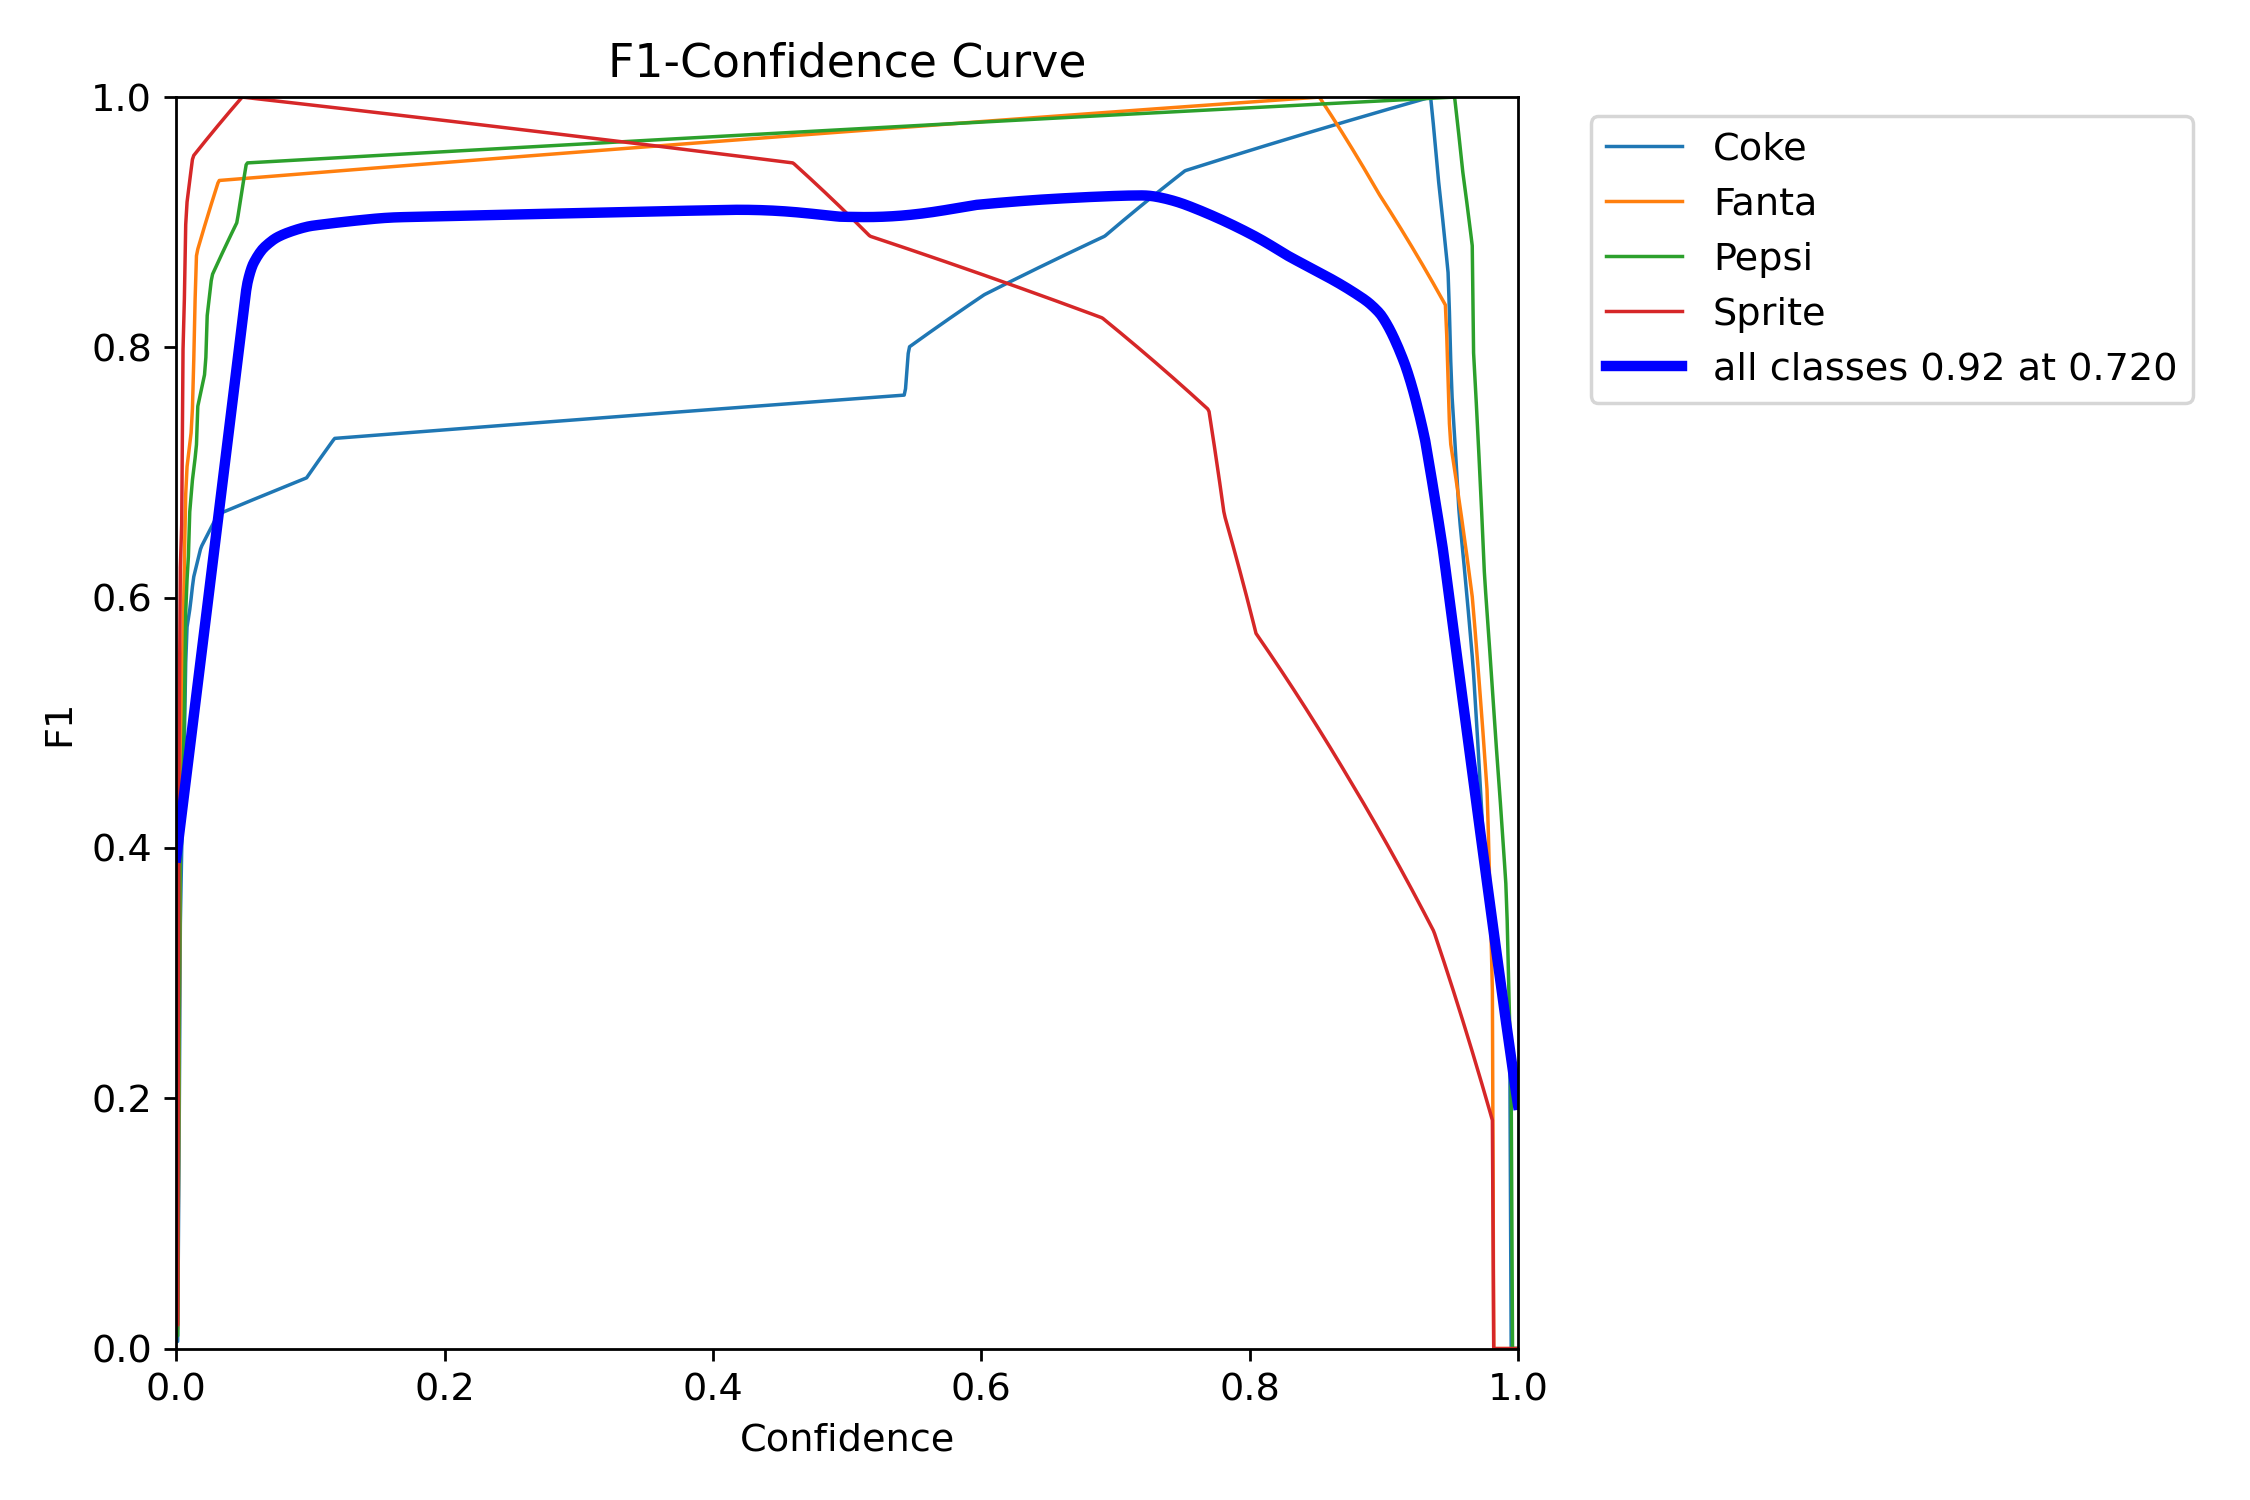 F1-Confidence Curve
1.0
0.8
0.6
0.4
0.2
0.0
F1
0.0 0.2 0.4 0.6 0.8 1.0
Confidence
Coke
Fanta
Pepsi
Sprite
all classes 0.92 at 0.720